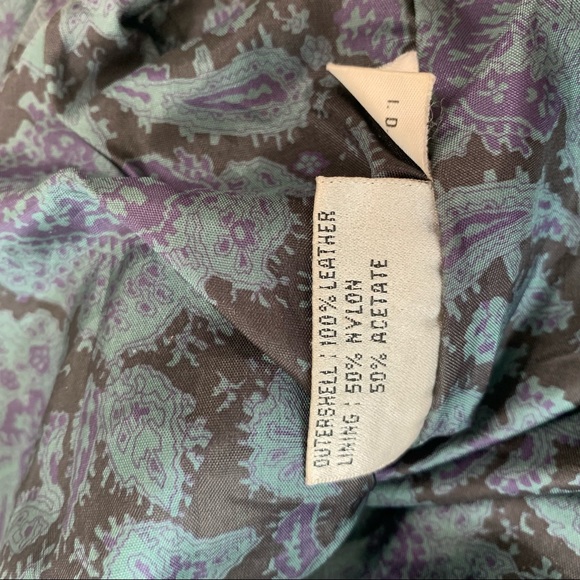 I.D
OUTERSHELL : 100% LEATHER
LINING : 50% NYLON
50% ACETATE